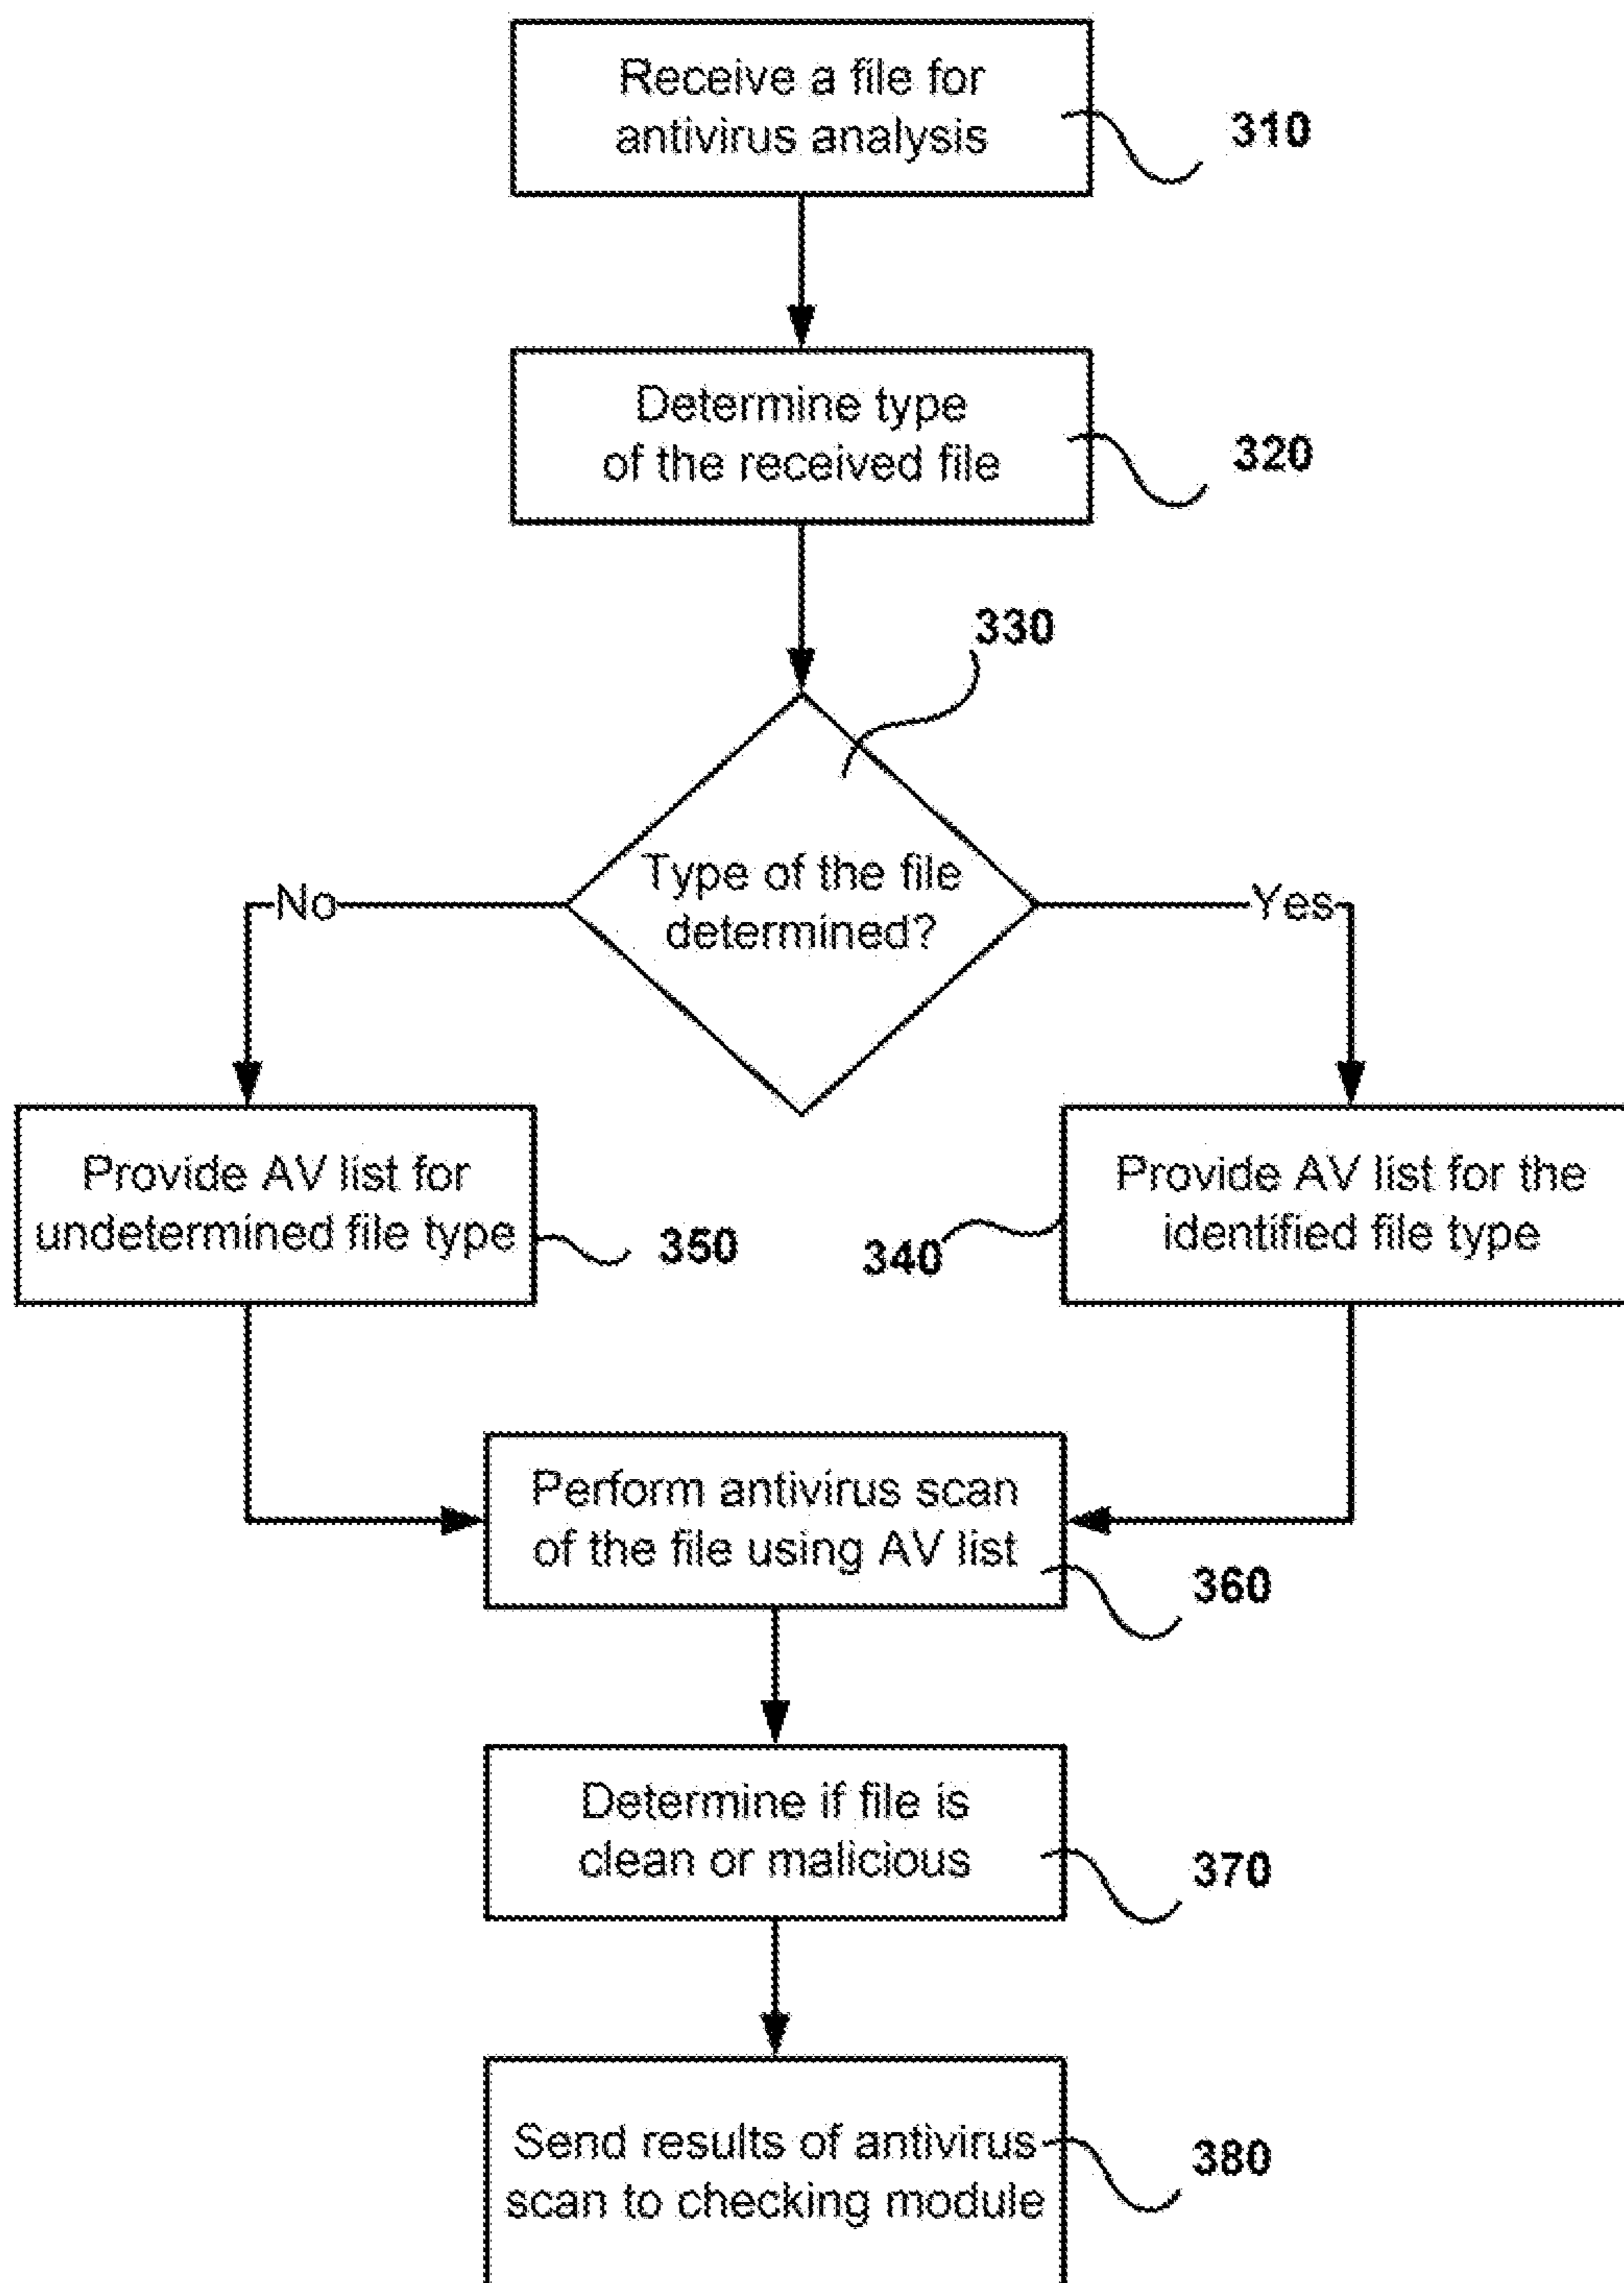 Receive a file for
antivirus analysis
310
Determine type
of the received file
320
330
Type of the file
determined?
No
Yes
Provide AV list for
undetermined file type
350
340
Provide AV list for the
identified file type
Perform antivirus scan
of the file using AV list
360
Determine if file is
clean or malicious
370
Send results of antivirus
scan to checking module
380